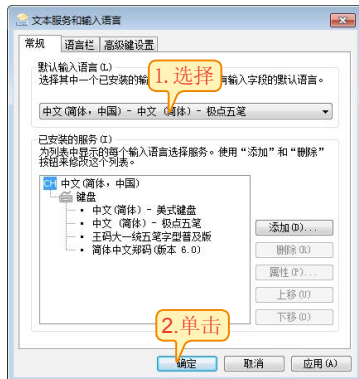 文本服务和输入语言
常规 语言栏 高级键设置
默认输入语言(L)
选择其中一个已安装的输 有输入字段的默认语言。
1.选择
中文(简体，中国) - 中文 (简体) - 极点五笔
已安装的服务(I)
为列表中显示的每个输入语言选择服务。使用“添加”和“删除”
按钮来修改这个列表。
CH 中文(简体，中国)
键盘
中文(简体) - 美式键盘
中文 (简体) - 极点五笔
王码大一统五笔字型普及版
简体中文郑码(版本 6.0)
添加(D)...
删除(R)
属性(P)...
上移(U)
下移(O)
2.单击
确定 取消 应用(A)